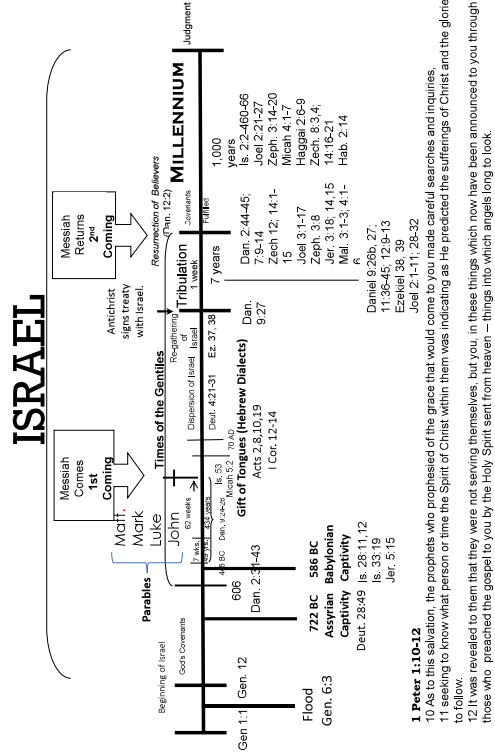 ISRAEL
Messiah
Comes
1st
Coming
Messiah
Returns
2nd
Coming
Antichrist
signs treaty
with Israel.
Resurrection of Believers
(Dan. 12:2)
Matt.
Mark
Luke
John
Parables
Times of the Gentiles
Beginning of Israel
God's Covenants
62 weeks
7 wks.
(49 yrs.)
434 years
Dispersion of Israel
Re-gathering
of
Israel
Tribulation
1 week
Covenants
Fulfilled
MILLENNIUM
Judgment
Gen 1:1
Gen. 12
Flood
Gen. 6:3
606
Dan. 2:31-43
445 BC
Dan. 9:24-26
Is. 53
Micah 5:2
70 AD
Deut. 4:21-31
Ez. 37, 38
Gift of Tongues (Hebrew Dialects)
Acts 2,8,10,19
I Cor. 12-14
722 BC
Assyrian
Captivity
Deut. 28:49
586 BC
Babylonian
Captivity
Is. 28:11,12
Is. 33:19
Jer. 5:15
Dan.
9:27
7 years
Dan. 2:44-45;
7:9-14
Zech 12; 14:1-
15
Joel 3:1-17
Zeph. 3:8
Jer. 3:18; 14,15
Mal. 3:1-3; 4:1-
6
Daniel 9:26b, 27;
11:36-45; 12:9-13
Ezekiel 38, 39
Joel 2:1-11; 28-32
1,000
years
Is. 2:2-460-66
Joel 2:21-27
Zeph. 3:14-20
Micah 4:1-7
Haggai 2:6-9
Zech. 8:3,4;
14:16-21
Hab. 2:14
1 Peter 1:10-12
10 As to this salvation, the prophets who prophesied of the grace that would come to you made careful searches and inquiries,
11 seeking to know what person or time the Spirit of Christ within them was indicating as He predicted the sufferings of Christ and the glories
to follow.
12 It was revealed to them that they were not serving themselves, but you, in these things which now have been announced to you through
those who preached the gospel to you by the Holy Spirit sent from heaven – things into which angels long to look.